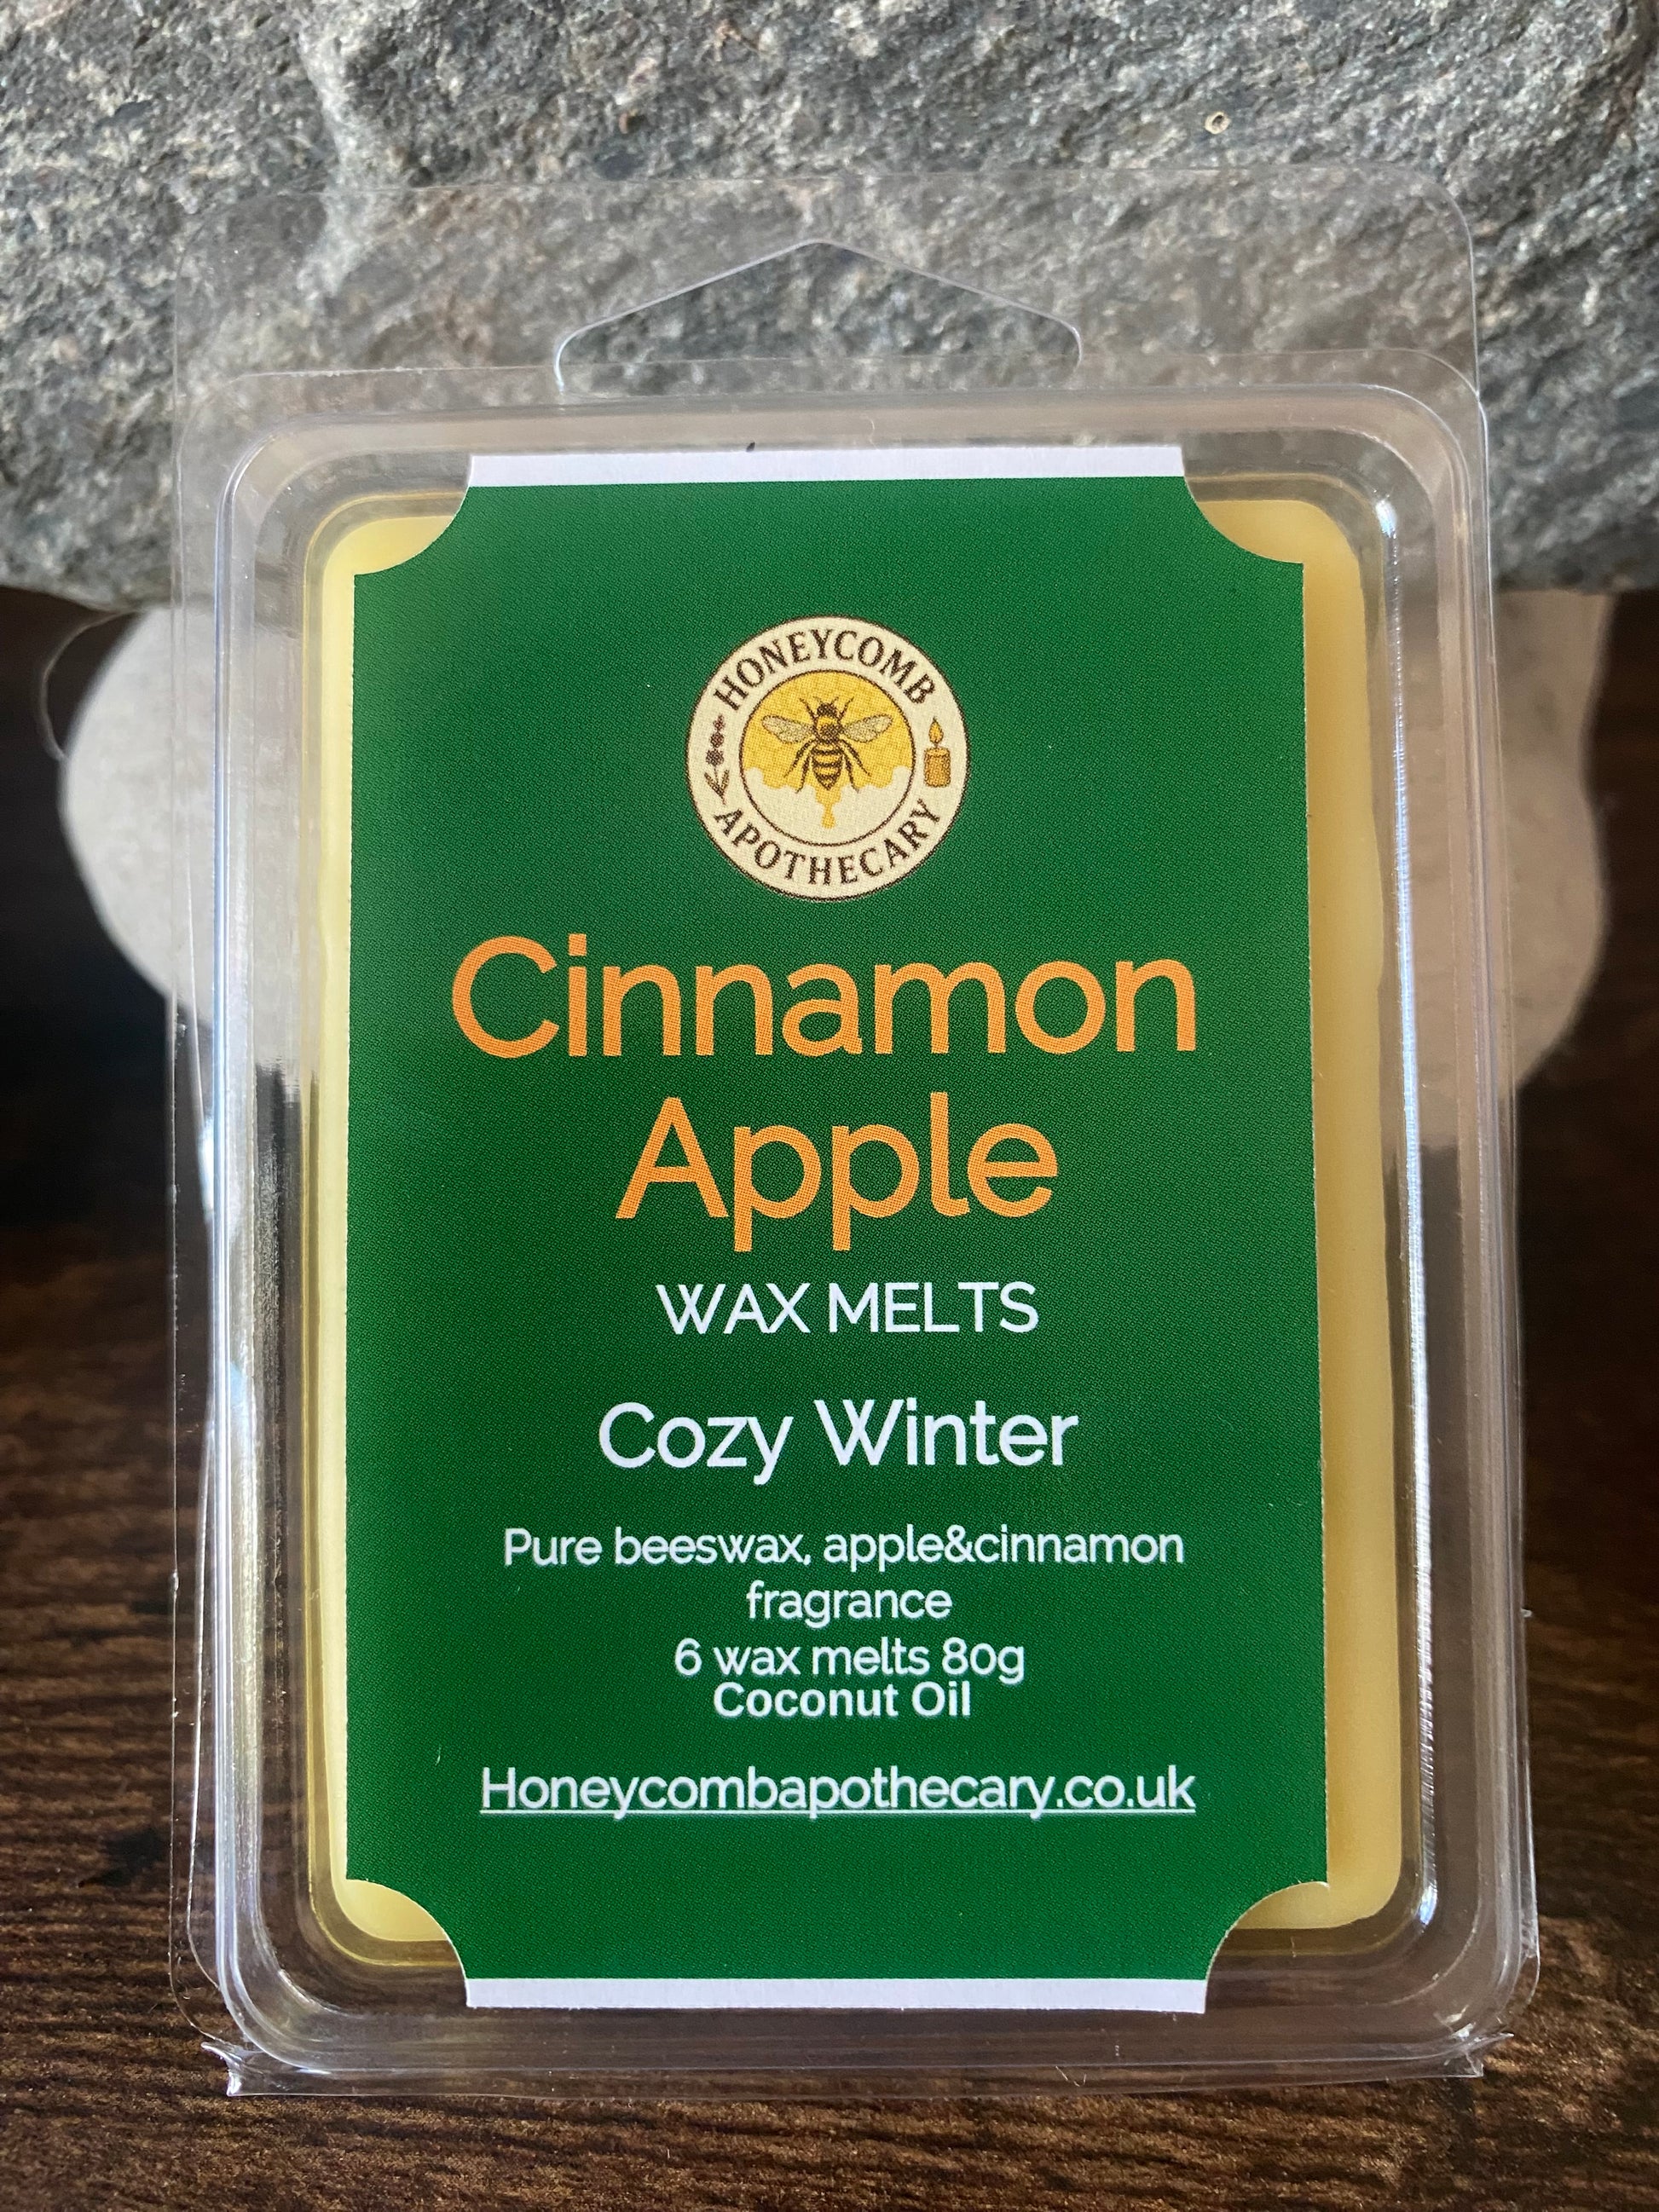 HONEYCOMB
APOTHECARY
Cinnamon
Apple
WAX MELTS
Cozy Winter
Pure beeswax, apple&cinnamon
fragrance
6 wax melts 80g
Coconut Oil
Honeycombapothecary.co.uk